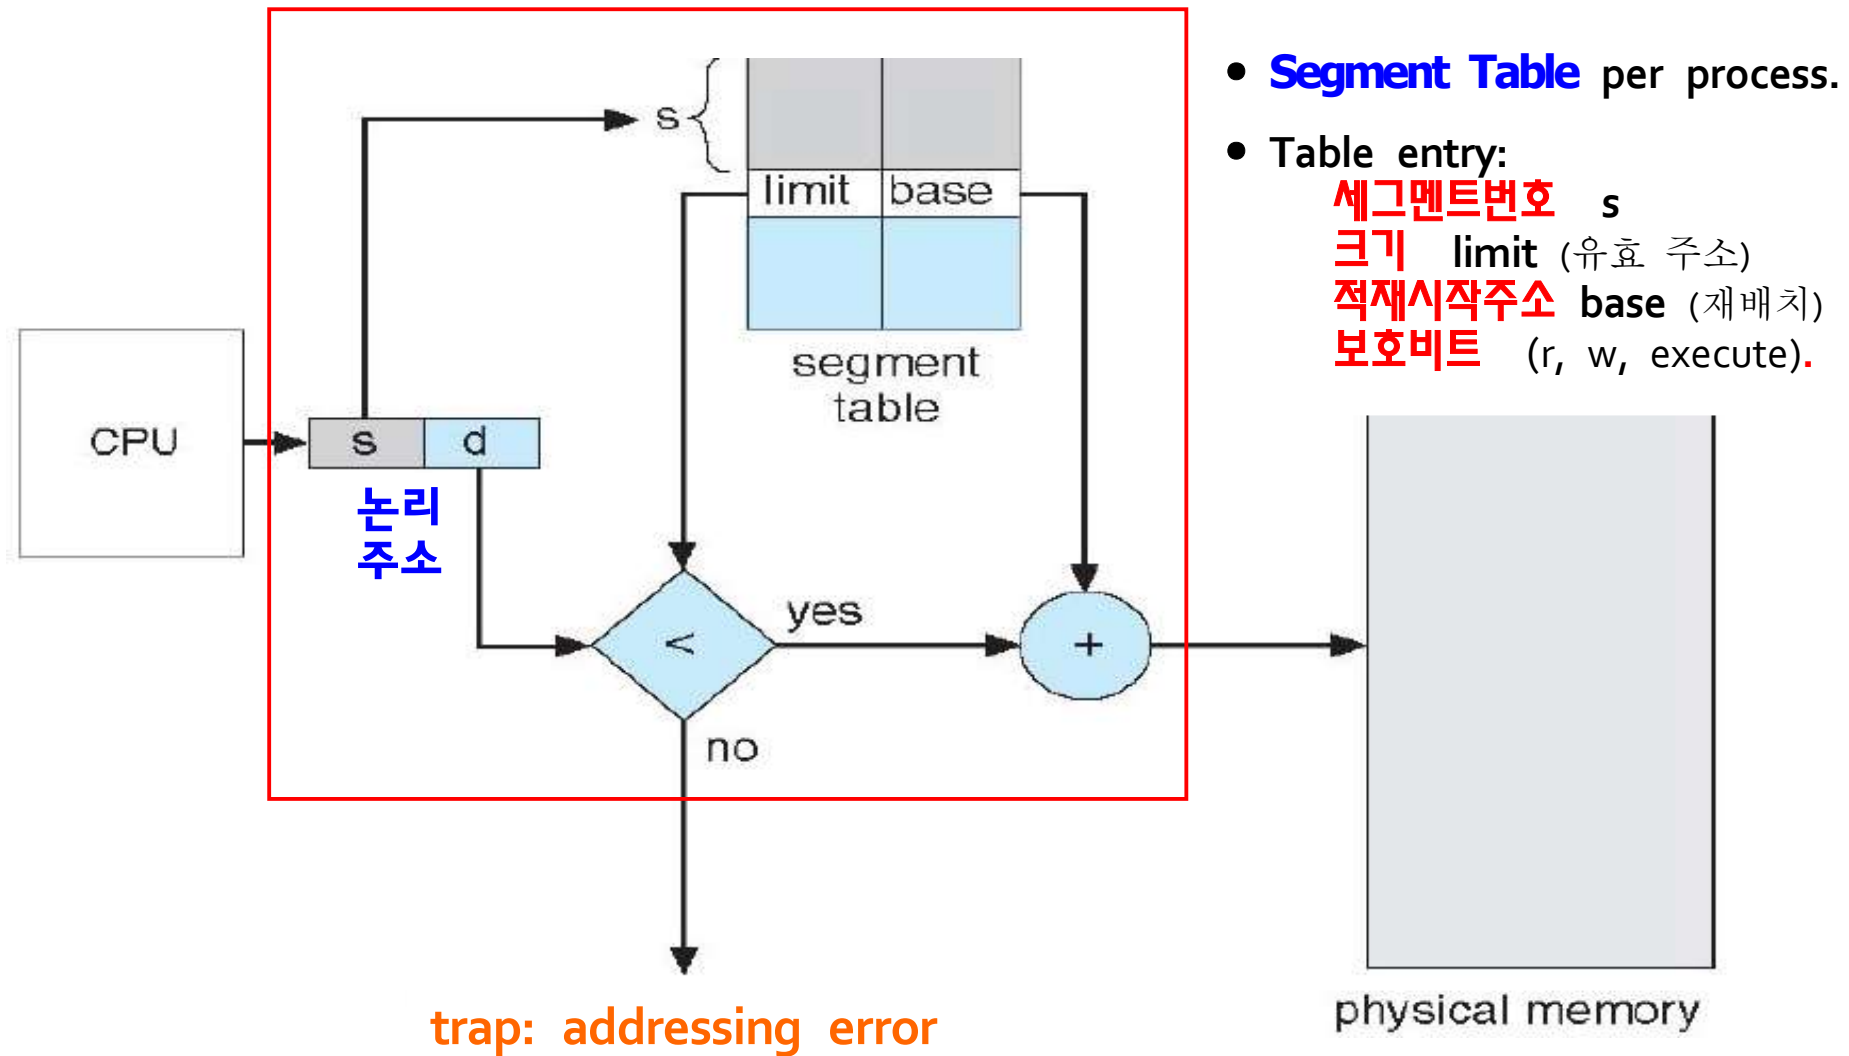 • Segment Table per process.
• Table entry:
세그멘트번호 s
크기 limit (유효 주소)
적재시작주소 base (재배치)
보호비트 (r, w, execute).
s
limit base
segment
table
CPU
s d
논리
주소
<
yes
+
no
trap: addressing error
physical memory